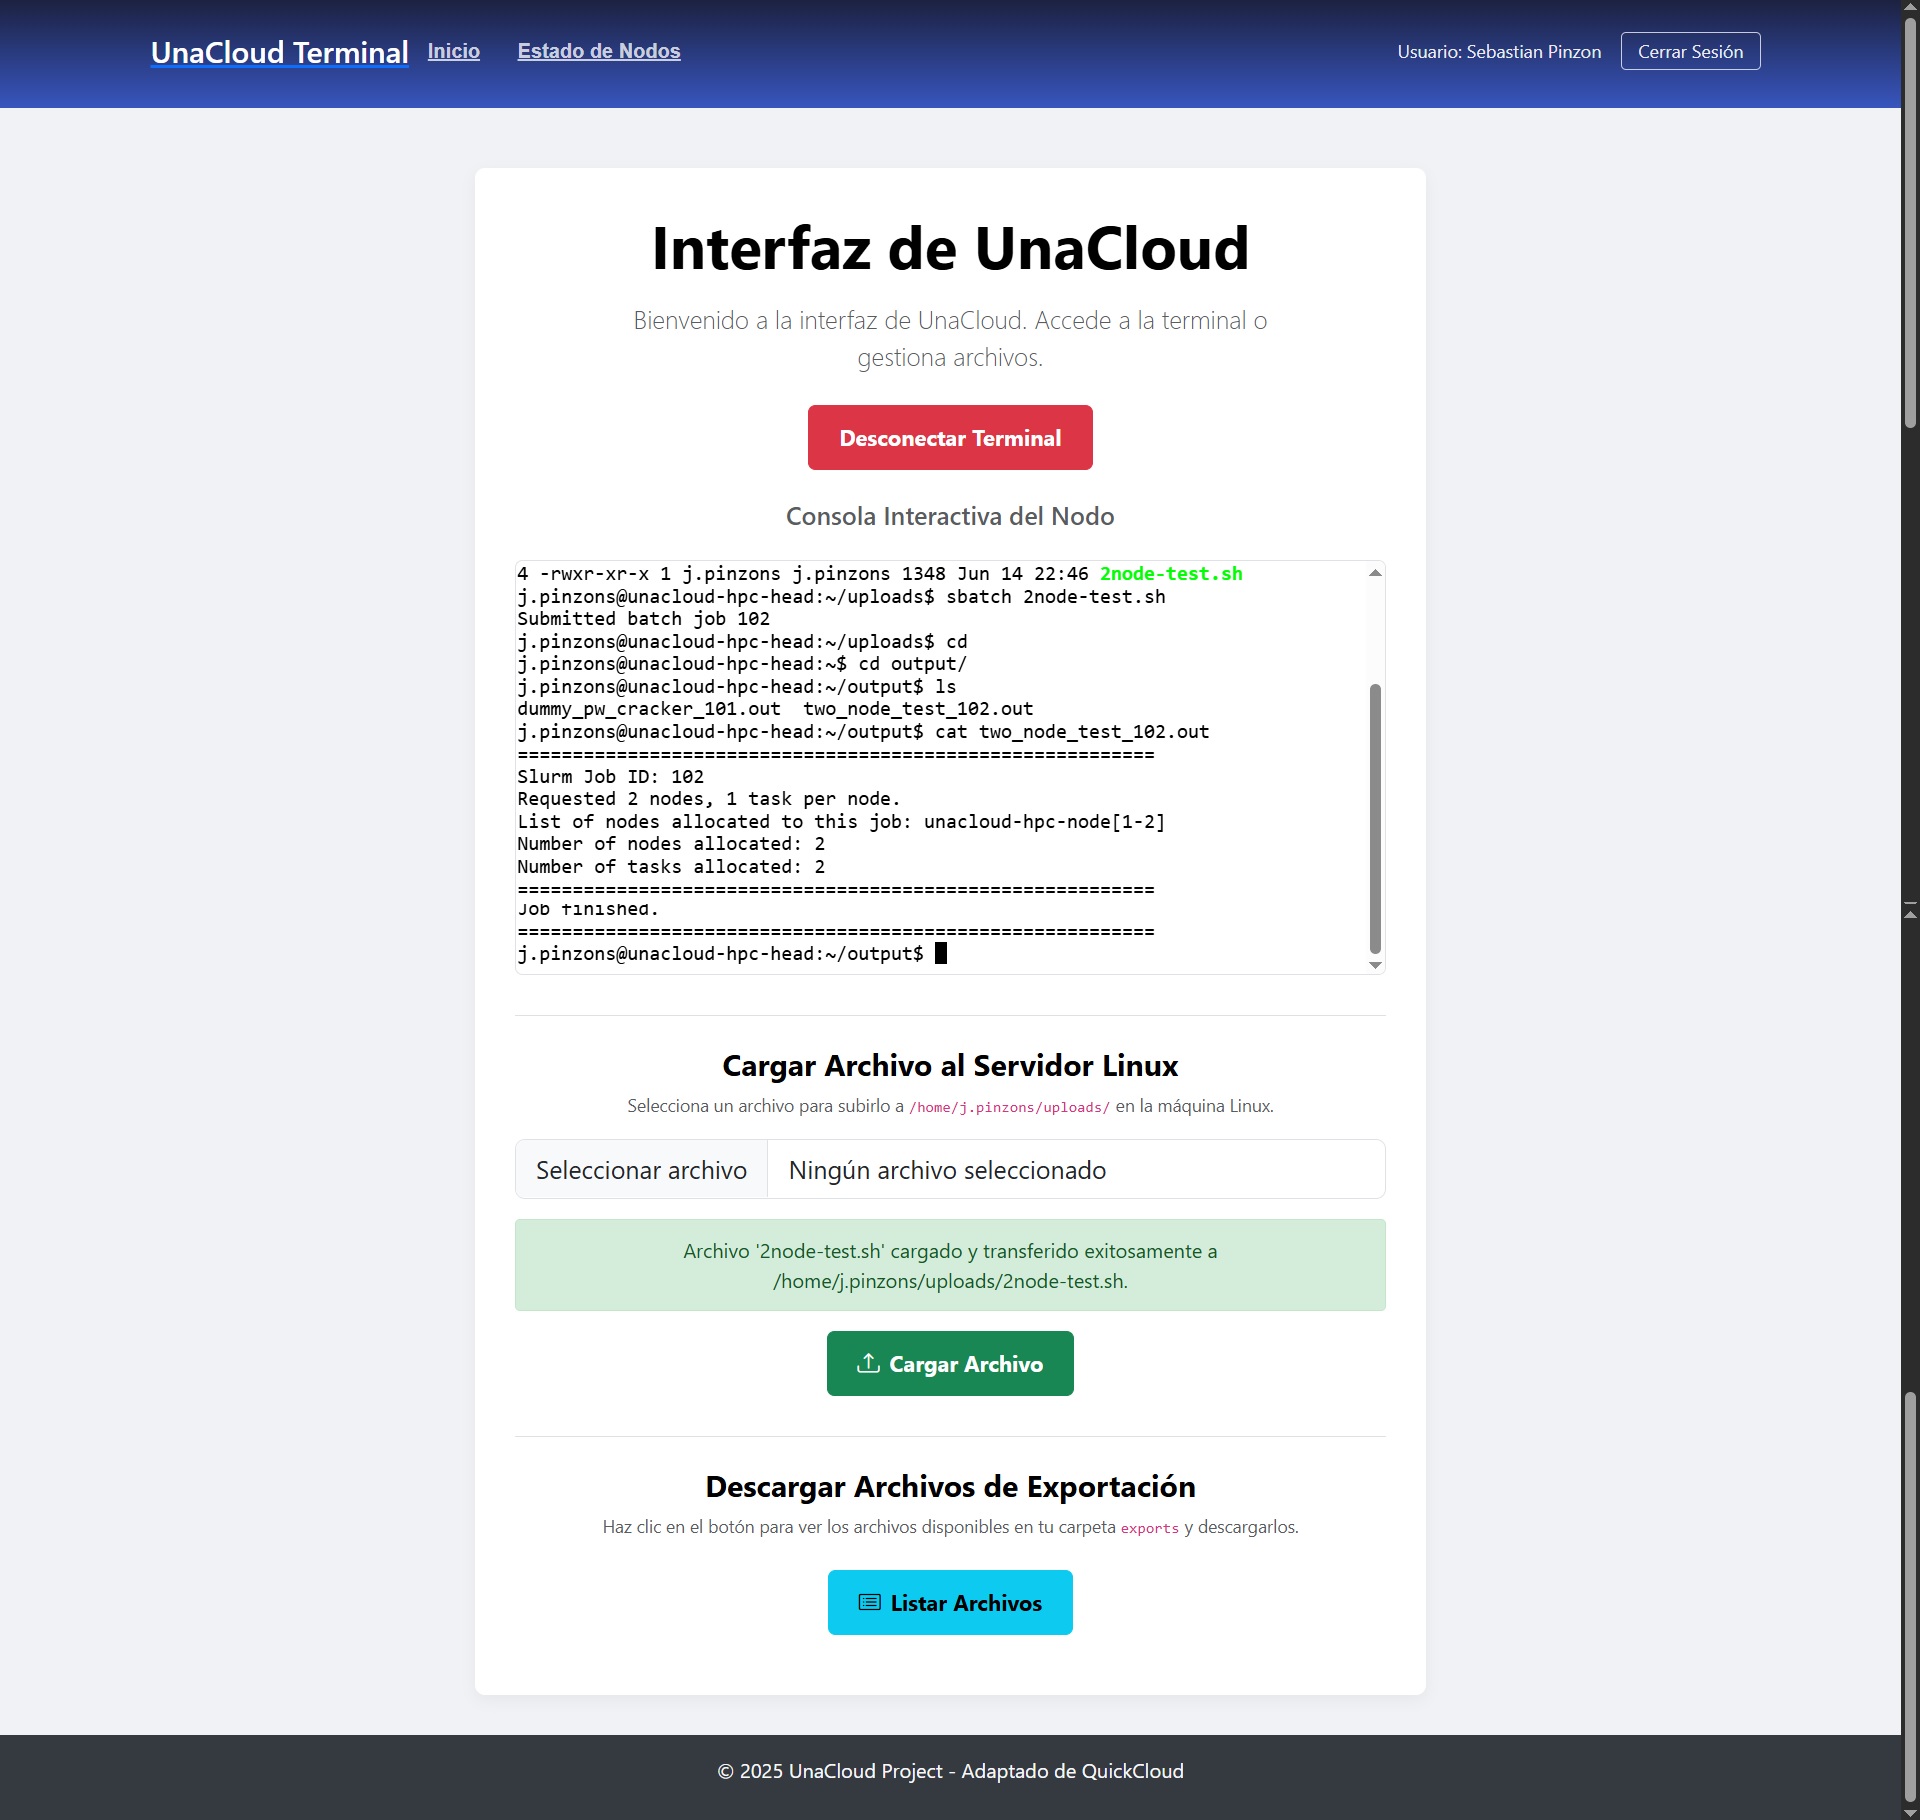 UnaCloud Terminal Inicio Estado de Nodos Usuario: Sebastian Pinzon Cerrar Sesión
Interfaz de UnaCloud
Bienvenido a la interfaz de UnaCloud. Accede a la terminal o
gestiona archivos.
Desconectar Terminal
Consola Interactiva del Nodo
4 -rwxr-xr-x 1 j.pinzons j.pinzons 1348 Jun 14 22:46 2node-test.sh
j.pinzons@unacloud-hpc-head:~/uploads$ sbatch 2node-test.sh
Submitted batch job 102
j.pinzons@unacloud-hpc-head:~/uploads$ cd
j.pinzons@unacloud-hpc-head:~$ cd output/
j.pinzons@unacloud-hpc-head:~/output$ ls
dummy_pw_cracker_101.out  two_node_test_102.out
j.pinzons@unacloud-hpc-head:~/output$ cat two_node_test_102.out
==========================================================
Slurm Job ID: 102
Requested 2 nodes, 1 task per node.
List of nodes allocated to this job: unacloud-hpc-node[1-2]
Number of nodes allocated: 2
Number of tasks allocated: 2
==========================================================
Job finished.
==========================================================
j.pinzons@unacloud-hpc-head:~/output$
Cargar Archivo al Servidor Linux
Selecciona un archivo para subirlo a /home/j.pinzons/uploads/ en la máquina Linux.
Seleccionar archivo Ningún archivo seleccionado
Archivo '2node-test.sh' cargado y transferido exitosamente a
/home/j.pinzons/uploads/2node-test.sh.
Cargar Archivo
Descargar Archivos de Exportación
Haz clic en el botón para ver los archivos disponibles en tu carpeta exports y descargarlos.
Listar Archivos
© 2025 UnaCloud Project - Adaptado de QuickCloud